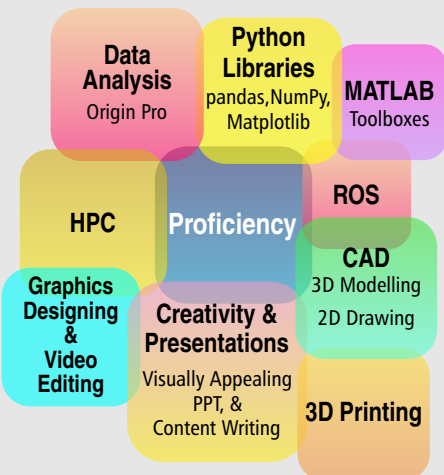 Data
Analysis
Origin Pro
Python
Libraries
pandas,NumPy,
Matplotlib
MATLAB
Toolboxes
HPC
Proficiency
ROS
CAD
3D Modelling
2D Drawing
Graphics
Designing
&
Video
Editing
Creativity &
Presentations
Visually Appealing
PPT, &
Content Writing
3D Printing